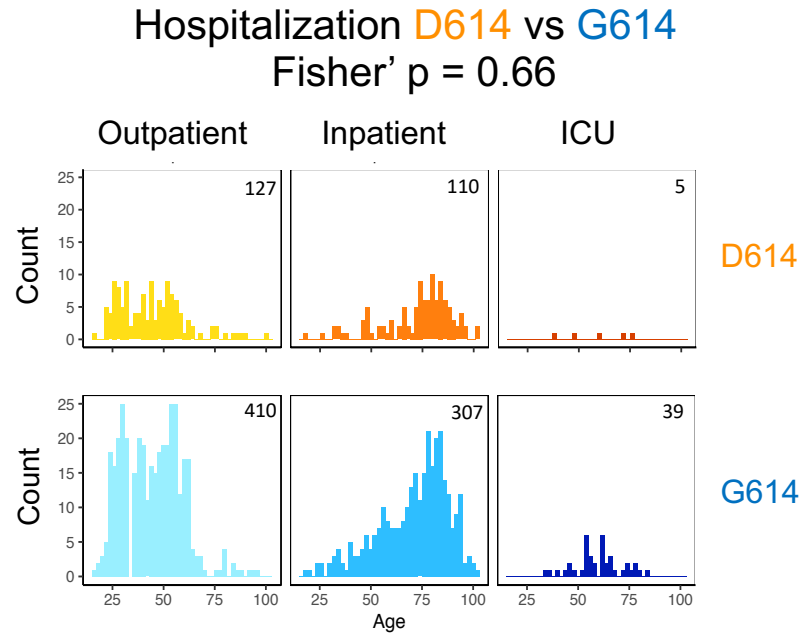 Hospitalization D614 vs G614
Fisher’ p = 0.66
Outpatient Inpatient ICU
25
20
15
10
5
0
Count
127
110
5
D614
25
20
15
10
5
0
Count
410
307
39
G614
25 50 75 100 25 50 75 100 25 50 75 100
Age